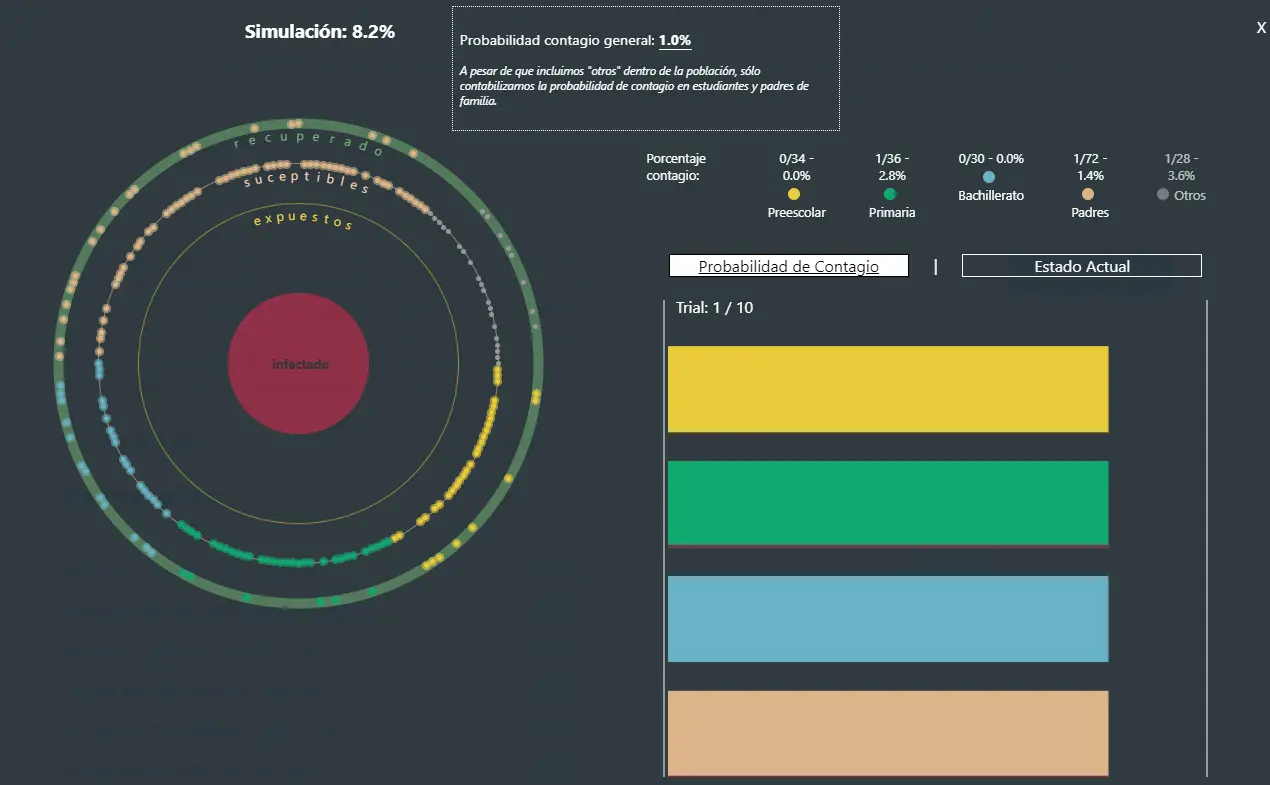 Simulación: 8.2%
X
Probabilidad contagio general: 1.0%
A pesar de que incluimos "otros" dentro de la población, sólo
contabilizamos la probabilidad de contagio en estudiantes y padres de
familia.
recuperado
suceptibles
expuestos
infectado
Porcentaje
contagio:
0/34 -
0.0%
Preescolar
1/36 -
2.8%
Primaria
0/30 - 0.0%
Bachillerato
1/72 -
1.4%
Padres
1/28 -
3.6%
Otros
Probabilidad de Contagio | Estado Actual
Trial: 1 / 10